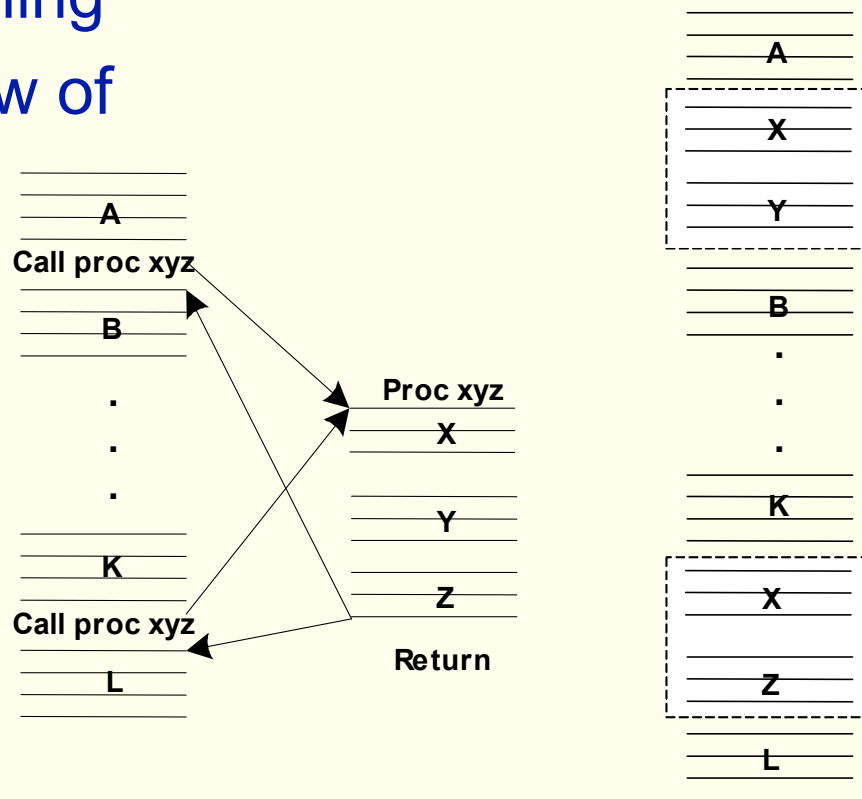 ling
w of
A
Call proc xyz
B
.
.
.
K
Call proc xyz
L
Proc xyz
X
Y
Z
Return
A
X
Y
B
.
.
.
K
X
Z
L